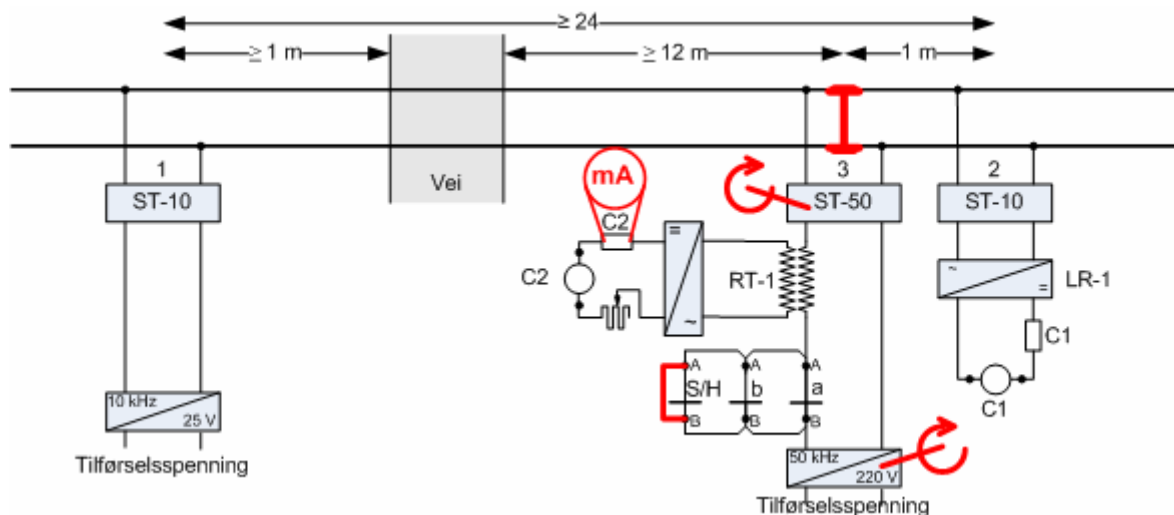 ≥ 24
≥ 1 m
≥ 12 m
1 m
Vei
1
ST-10
mA
C2
3
ST-50
2
ST-10
C2
=
~
RT-1
~
=
LR-1
C1
C1
A
A
A
S/H
b
a
B
B
B
10 kHz
25 V
Tilførselsspenning
50 kHz
220 V
Tilførselsspenning